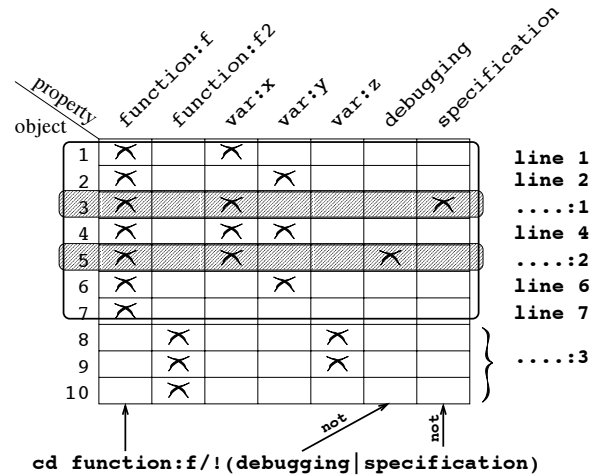 property
object
function:f
function:f2
var:x
var:y
var:z
debugging
specification
1 line 1
2 line 2
3 ....:1
4 line 4
5 ....:2
6 line 6
7 line 7
8
9 ....:3
10
not
not
cd function:f/!(debugging|specification)